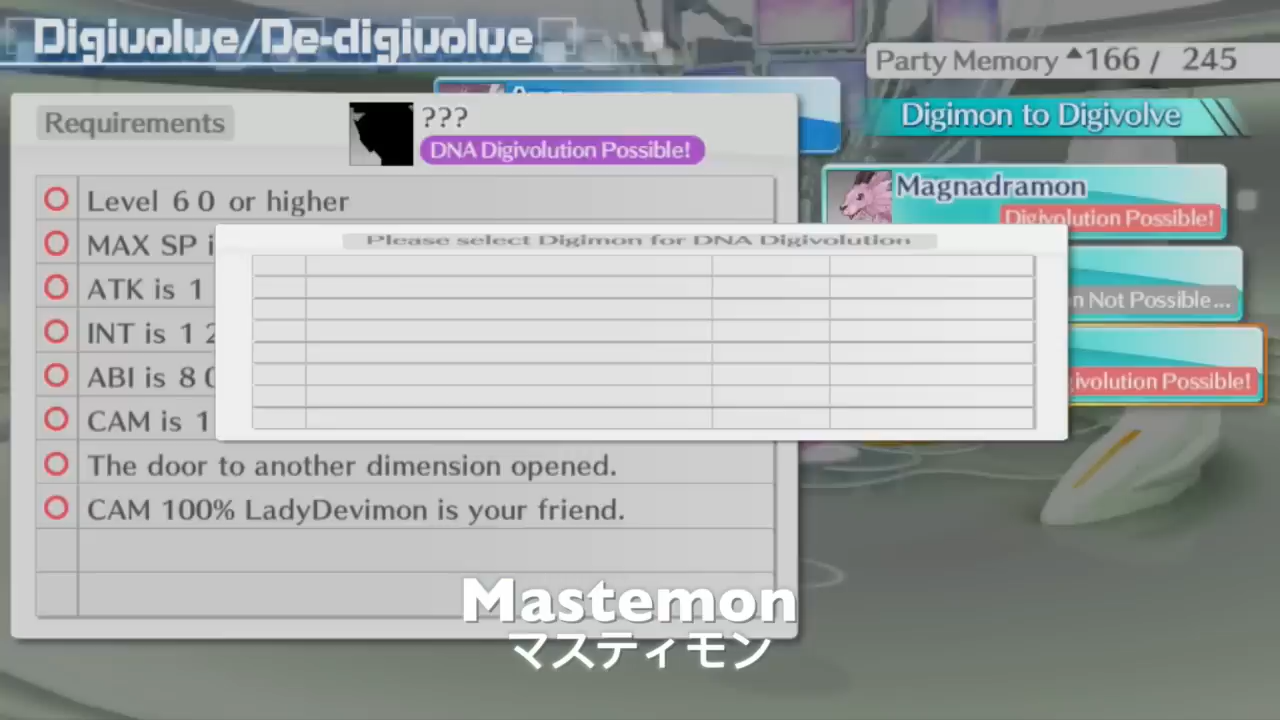 Digivolve/De-digivolve
Party Memory ▲166 / 245
Digimon to Digivolve
Requirements
???
DNA Digivolution Possible!
Magnadramon
Digivolution Possible!
Level 60 or higher
MAX SP
ATK is 1
INT is 12
ABI is 8
CAM is 1
The door to another dimension opened.
CAM 100% LadyDevimon is your friend.
Please select Digimon for DNA Digivolution
Not Possible...
Possible!
Mastemon
マスティモン